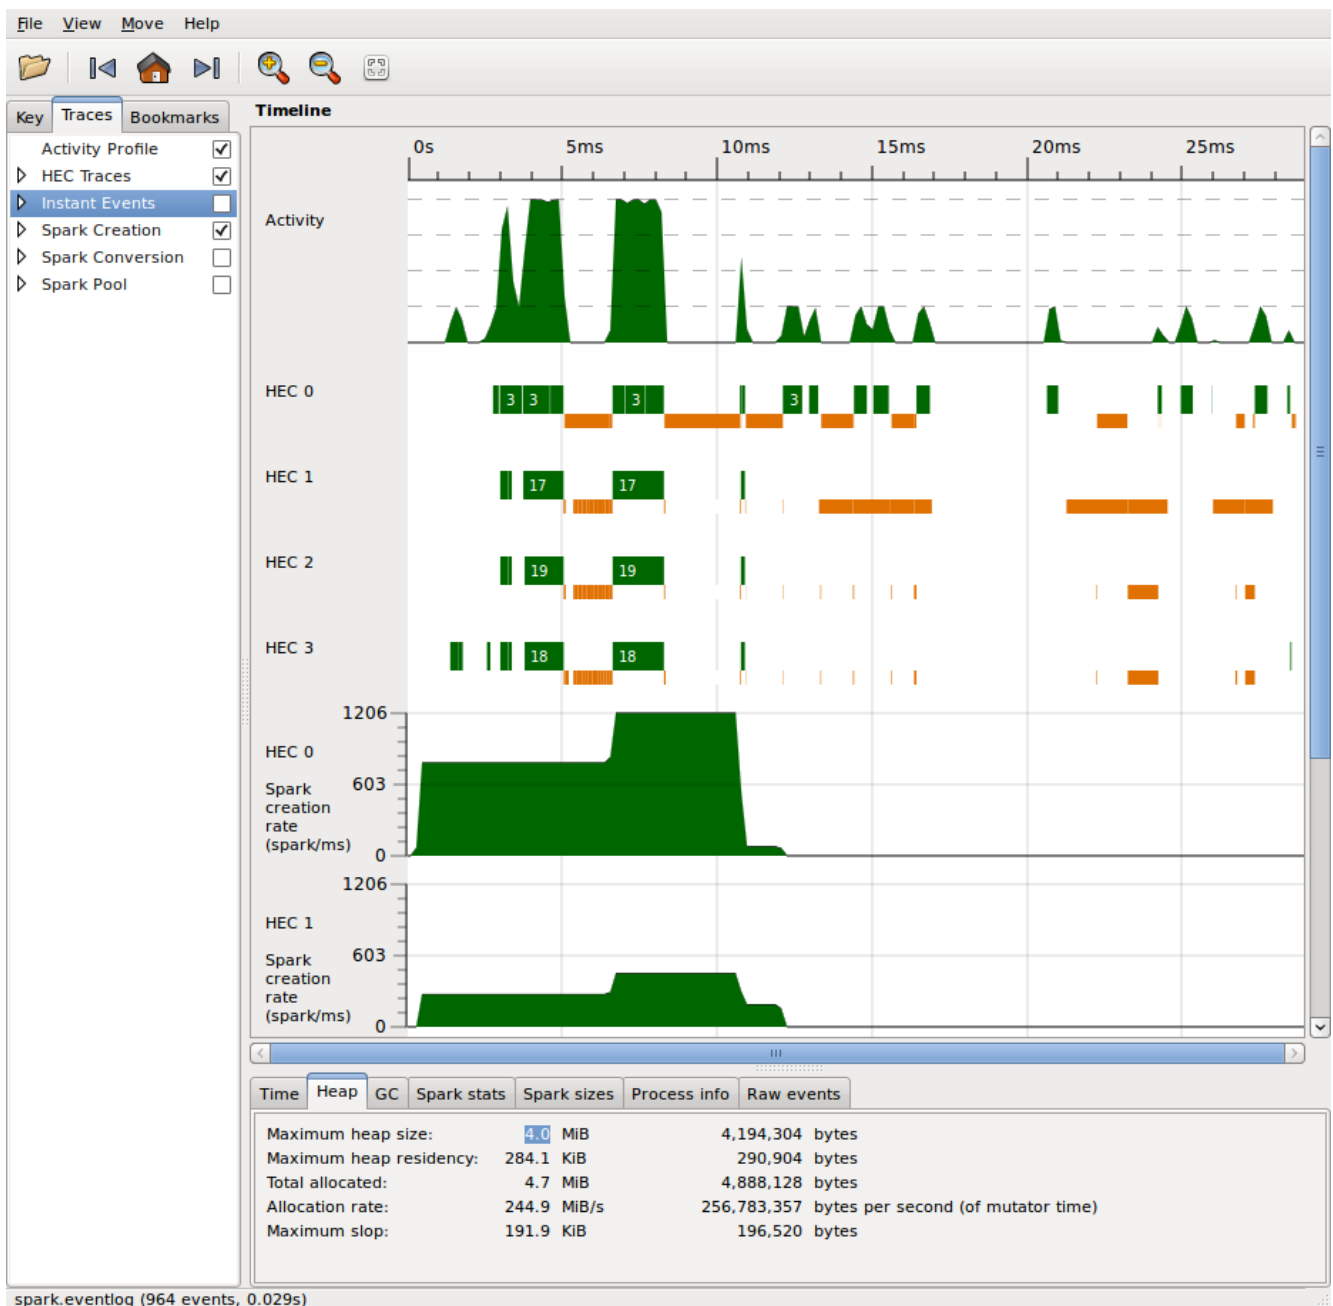 File View Move Help
Key Traces Bookmarks
Activity Profile
HEC Traces
Instant Events
Spark Creation
Spark Conversion
Spark Pool
Timeline
0s 5ms 10ms 15ms 20ms 25ms
Activity
HEC 0
3 3 3 3
HEC 1
17 17
HEC 2
19 19
HEC 3
18 18
1206
HEC 0
603
Spark
creation
rate
(spark/ms)
0
1206
HEC 1
603
Spark
creation
rate
(spark/ms)
0
Time Heap GC Spark stats Spark sizes Process info Raw events
Maximum heap size: 4.0 MiB 4,194,304 bytes
Maximum heap residency: 284.1 KiB 290,904 bytes
Total allocated: 4.7 MiB 4,888,128 bytes
Allocation rate: 244.9 MiB/s 256,783,357 bytes per second (of mutator time)
Maximum slop: 191.9 KiB 196,520 bytes
spark.eventlog (964 events, 0.029s)